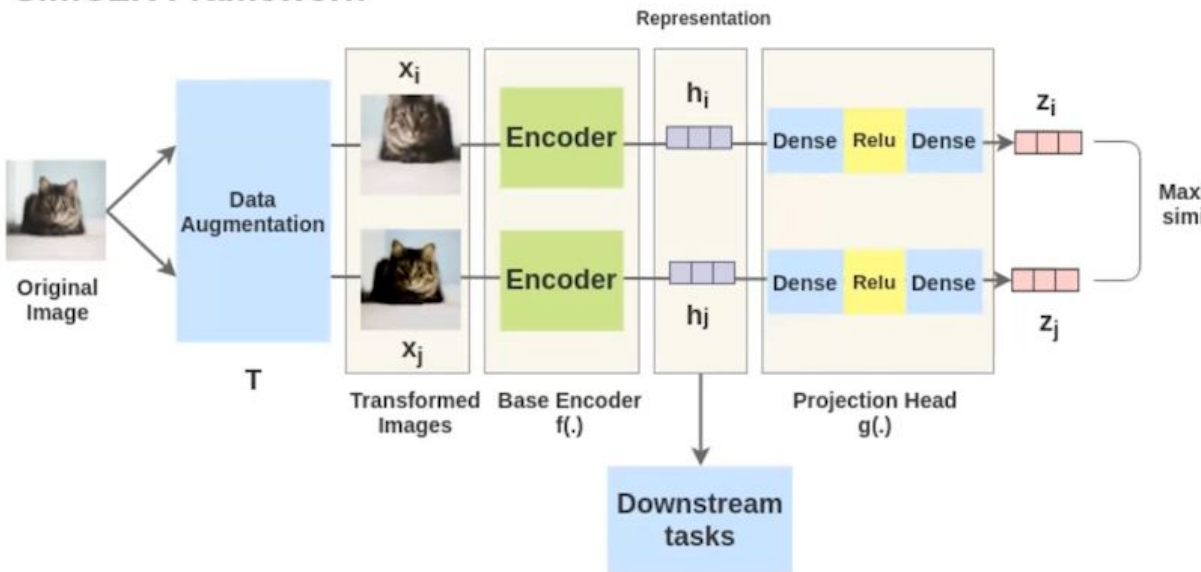 Representation
x_i
h_i
z_i
Encoder
Dense
Relu
Dense
Data
Augmentation
Original
Image
Encoder
Dense
Relu
Dense
x_j
h_j
z_j
T
Transformed
Images
Base Encoder
f(.)
Projection Head
g(.)
Downstream
tasks